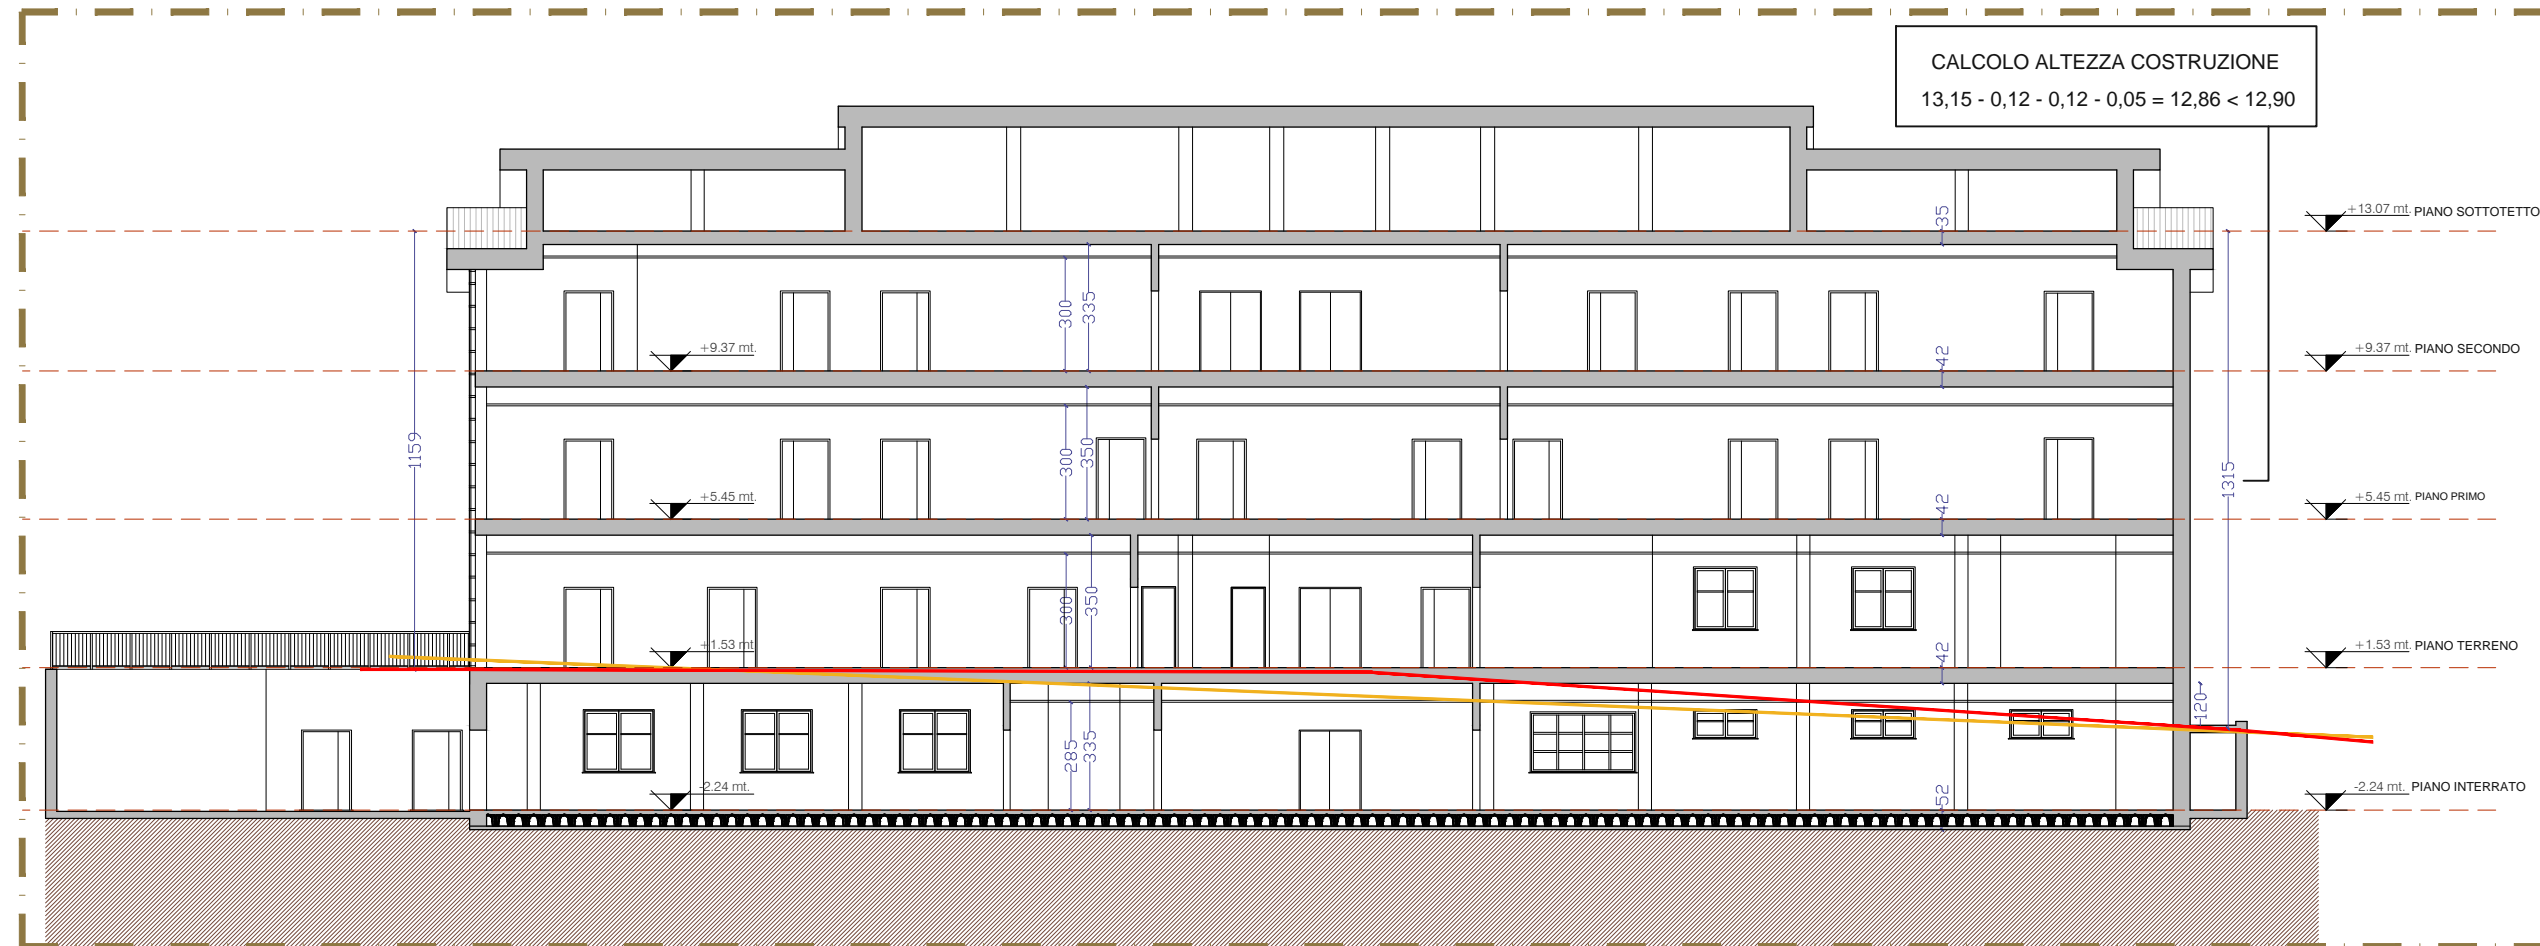 CALCOLO ALTEZZA COSTRUZIONE
13,15 - 0,12 - 0,12 - 0,05 = 12,86 < 12,90
+13.07 mt. PIANO SOTTOTETTO
35
300
335
+9.37 mt.
42
+9.37 mt. PIANO SECONDO
1159
300
350
1315
+5.45 mt.
42
+5.45 mt. PIANO PRIMO
300
350
+1.53 mt.
42
+1.53 mt. PIANO TERRENO
120
285
335
-2.24 mt.
52
-2.24 mt. PIANO INTERRATO